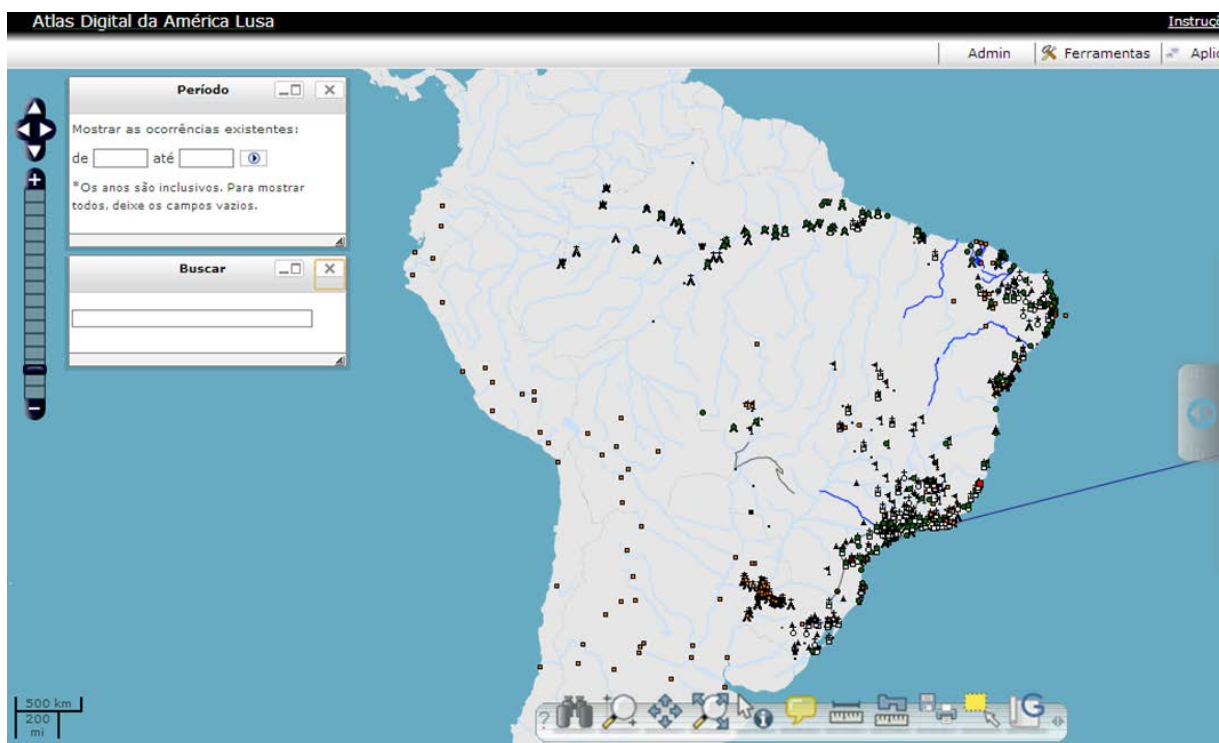 Atlas Digital da América Lusa
Instruç
Admin
Ferramentas
Aplic
Período
Mostrar as ocorrências existentes:
de até
*Os anos são inclusivos. Para mostrar
todos, deixe os campos vazios.
Buscar
500 km
200
mi
?
G